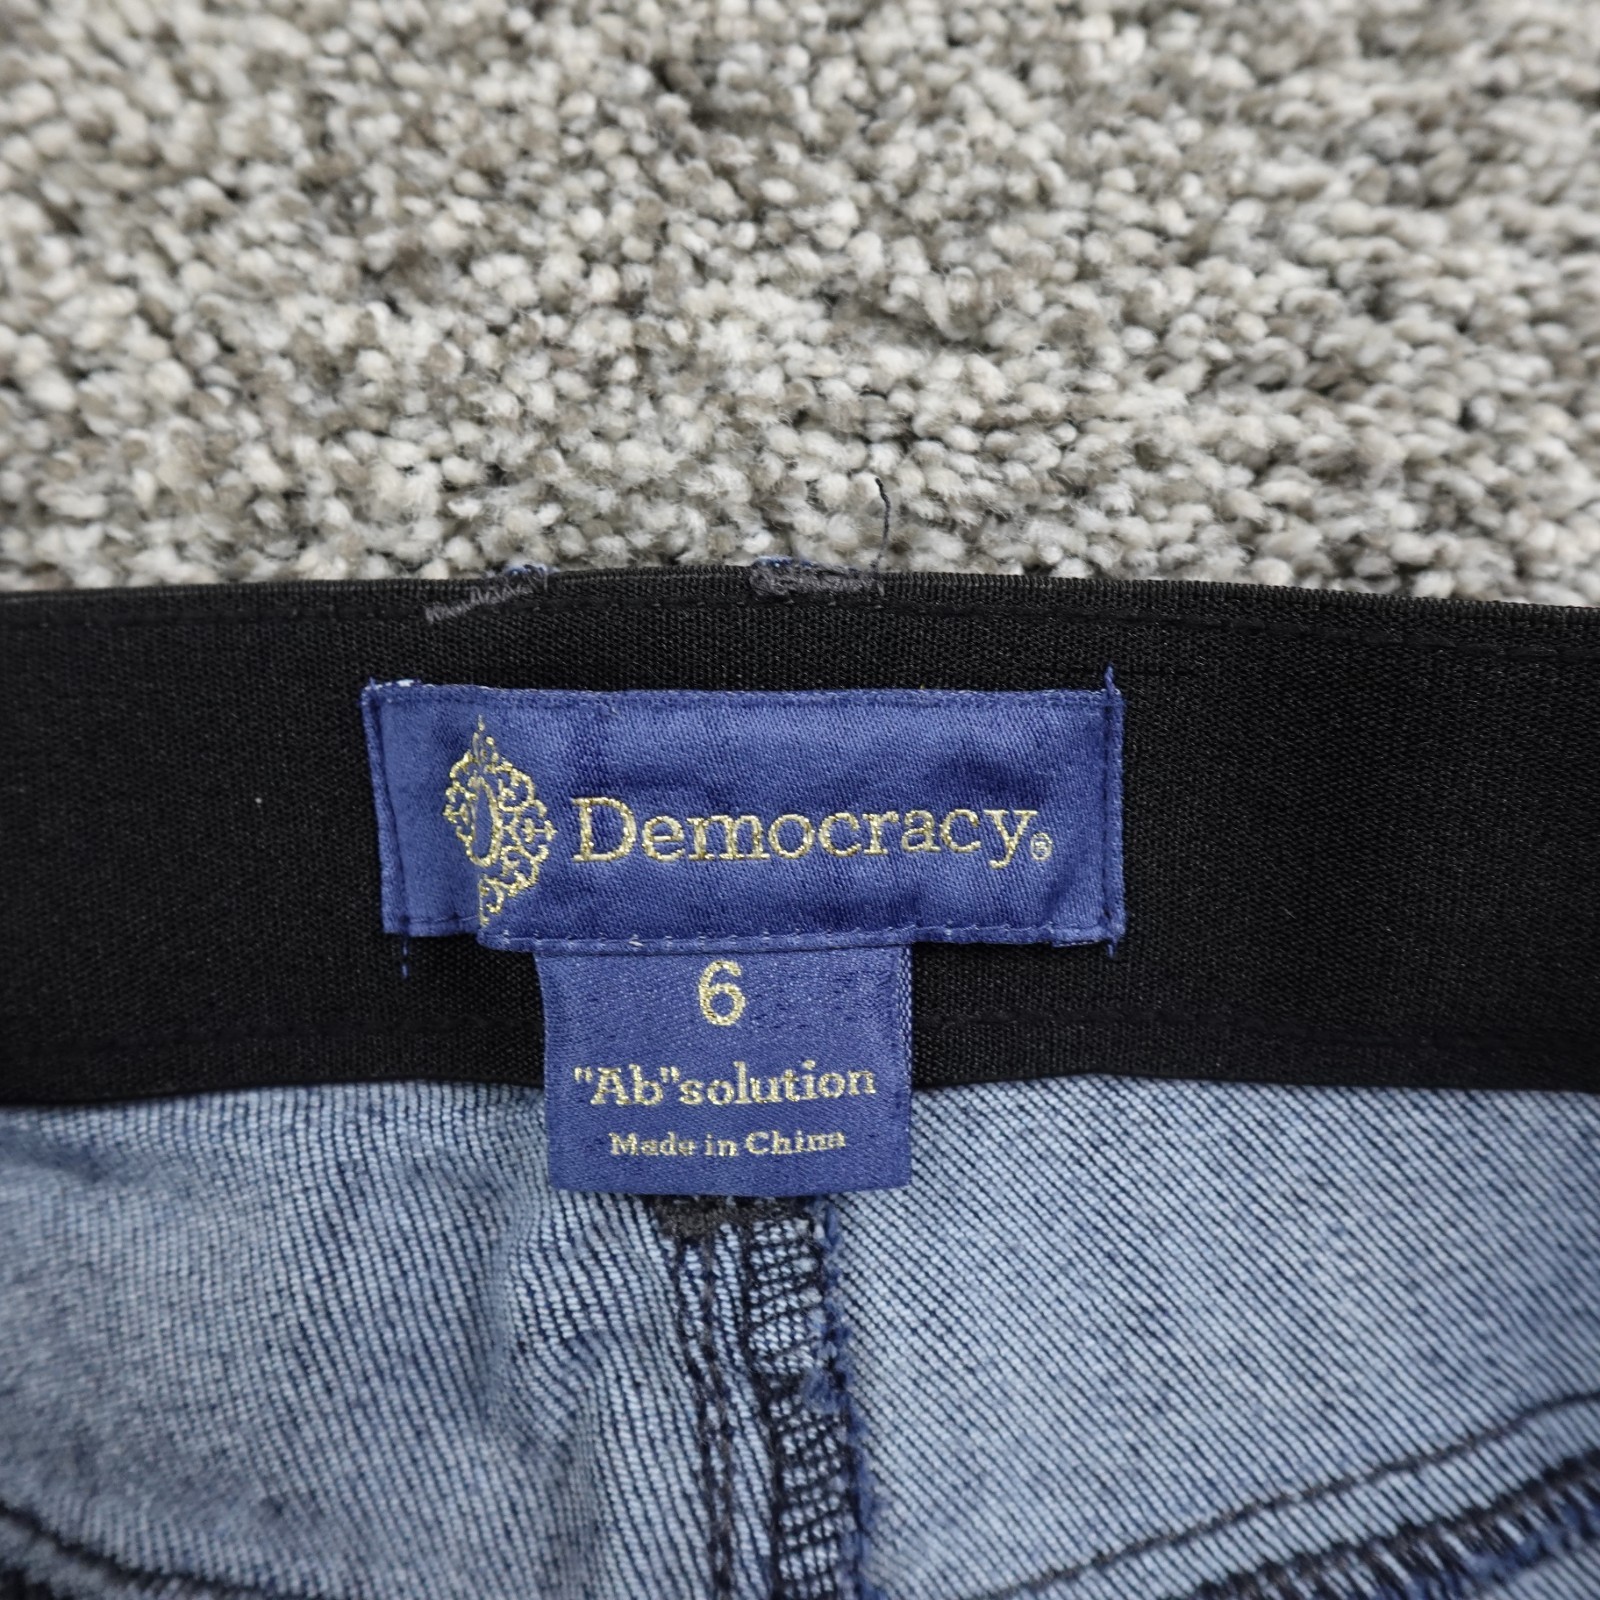 Democracy®
6
"Ab"solution
Made in China